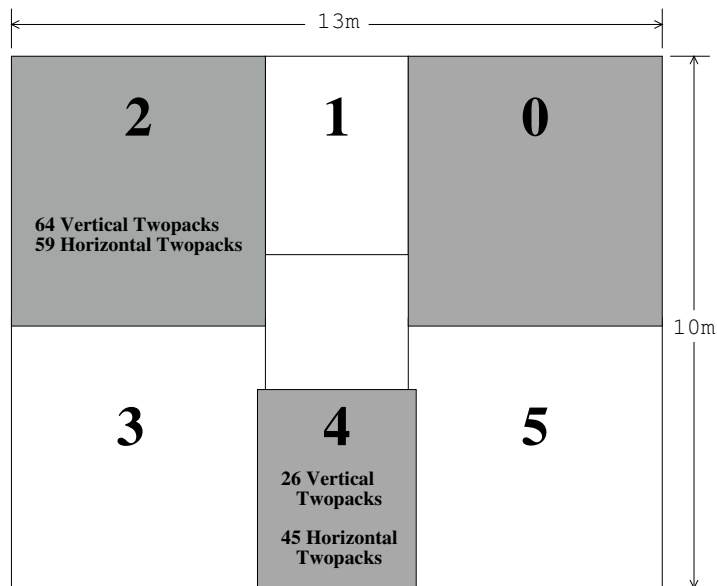 13m
2
1
0
64 Vertical Twopacks
59 Horizontal Twopacks
10m
3
4
5
26 Vertical
Twopacks
45 Horizontal
Twopacks